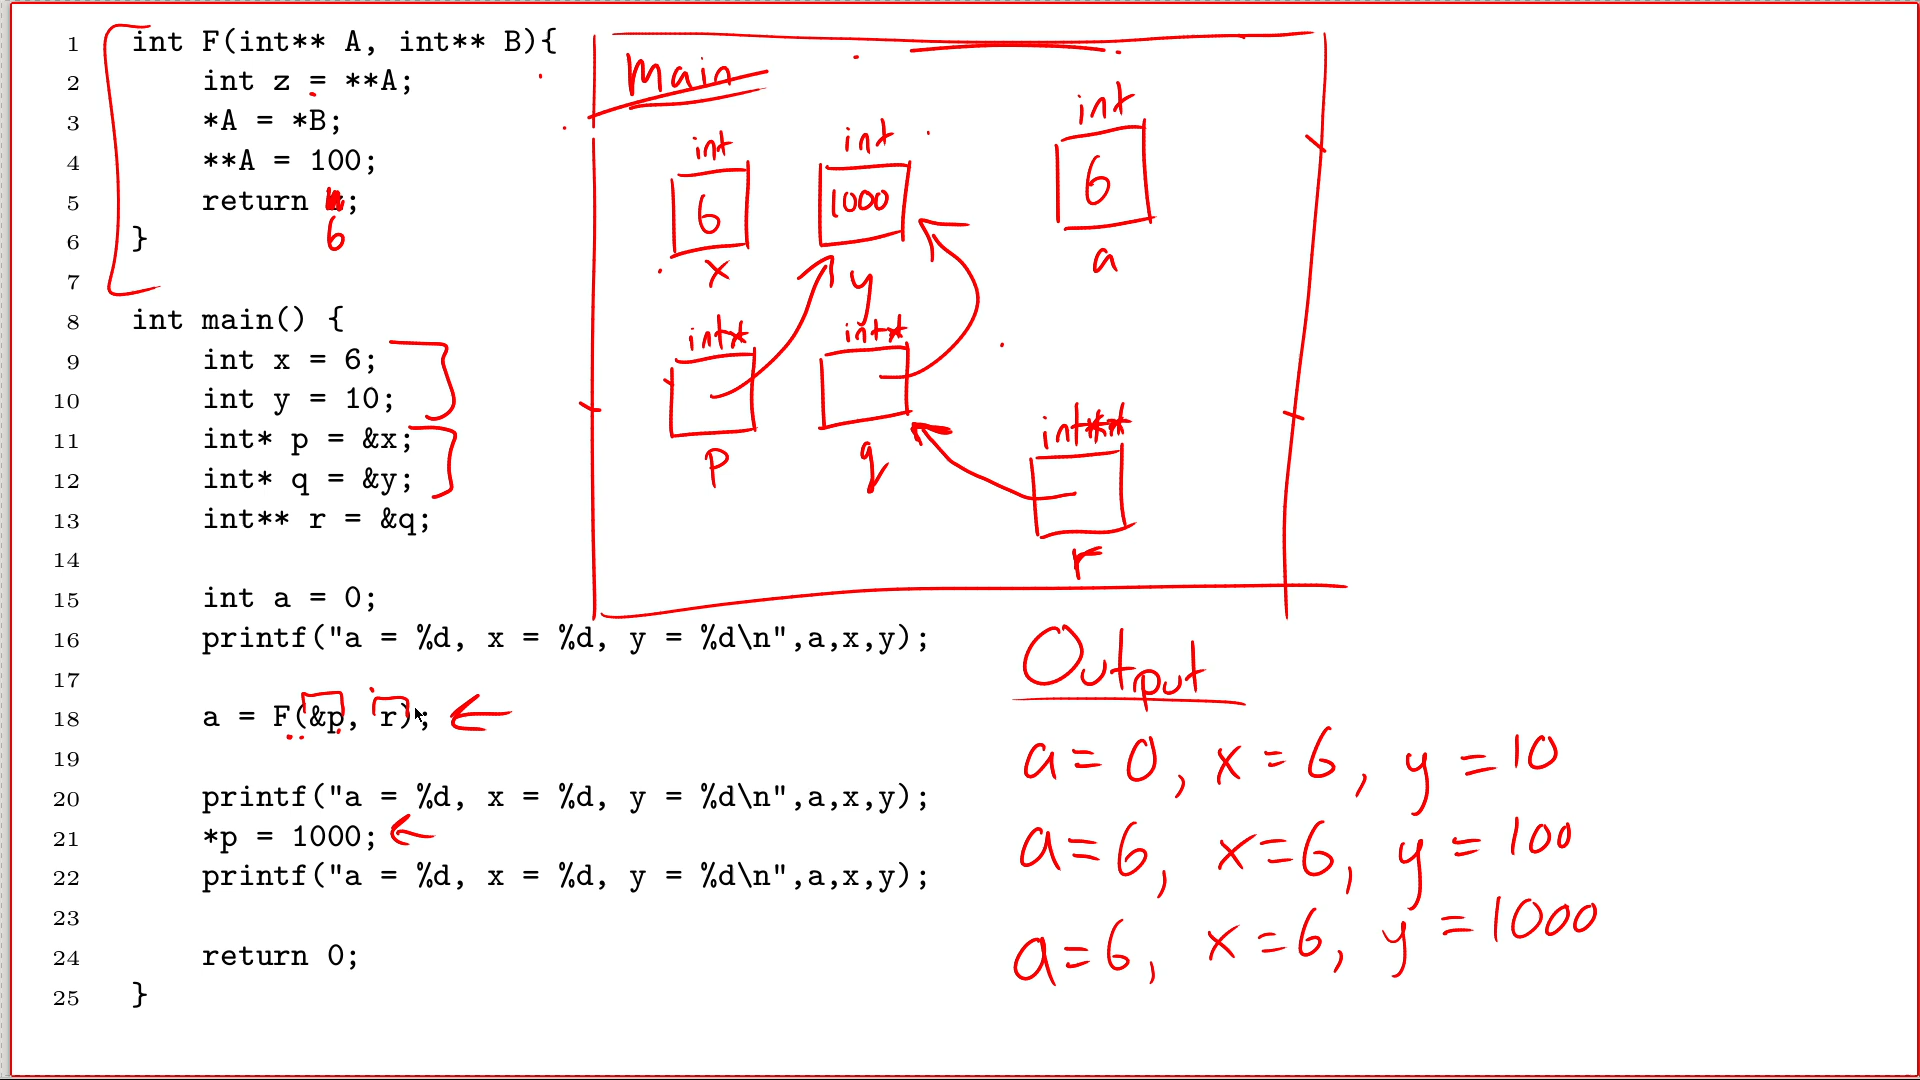 1 int F(int** A, int** B){
2 int z = **A;
3 *A = *B;
4 **A = 100;
5 return ;
6
6 }
7
8 int main() {
9 int x = 6;
10 int y = 10;
11 int* p = &x;
12 int* q = &y;
13 int** r = &q;
14
15 int a = 0;
16 printf("a = %d, x = %d, y = %d\n",a,x,y);
17
18 a = F(&p, r);
19
20 printf("a = %d, x = %d, y = %d\n",a,x,y);
21 *p = 1000;
22 printf("a = %d, x = %d, y = %d\n",a,x,y);
23
24 return 0;
25 }
Main
int int int
6 1000 6
x y a
int* int*
p q
int**
r
Output
a = 0, x = 6, y = 10
a = 6, x = 6, y = 100
a = 6, x = 6, y = 1000